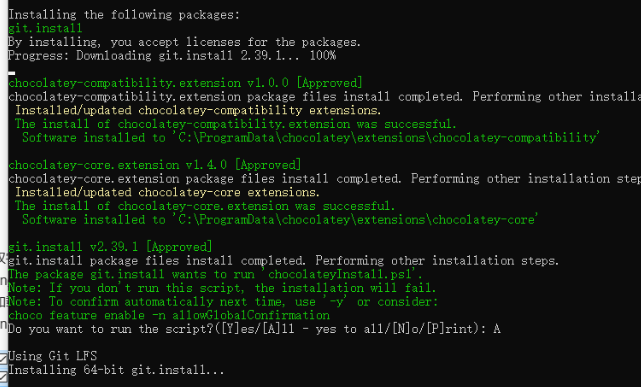 Installing the following packages:
git.install
By installing, you accept licenses for the packages.
Progress: Downloading git.install 2.39.1... 100%
chocolatey-compatibility.extension v1.0.0 [Approved]
chocolatey-compatibility.extension package files install completed. Performing other
Installed/updated chocolatey-compatibility extensions.
The install of chocolatey-compatibility.extension was successful.
Software installed to 'C:\ProgramData\chocolatey\extensions\chocolatey-compatibility'
chocolatey-core.extension v1.4.0 [Approved]
chocolatey-core.extension package files install completed. Performing other installation
Installed/updated chocolatey-core extensions.
The install of chocolatey-core.extension was successful.
Software installed to 'C:\ProgramData\chocolatey\extensions\chocolatey-core'
git.install v2.39.1 [Approved]
git.install package files install completed. Performing other installation steps.
The package git.install wants to run 'chocolateyInstall.ps1'.
Note: If you don't run this script, the installation will fail.
Note: To confirm automatically next time, use '-y' or consider:
choco feature enable -n allowGlobalConfirmation
Do you want to run the script?([Y]es/[A]ll - yes to all/[N]o/[P]rint): A
Using Git LFS
Installing 64-bit git.install...